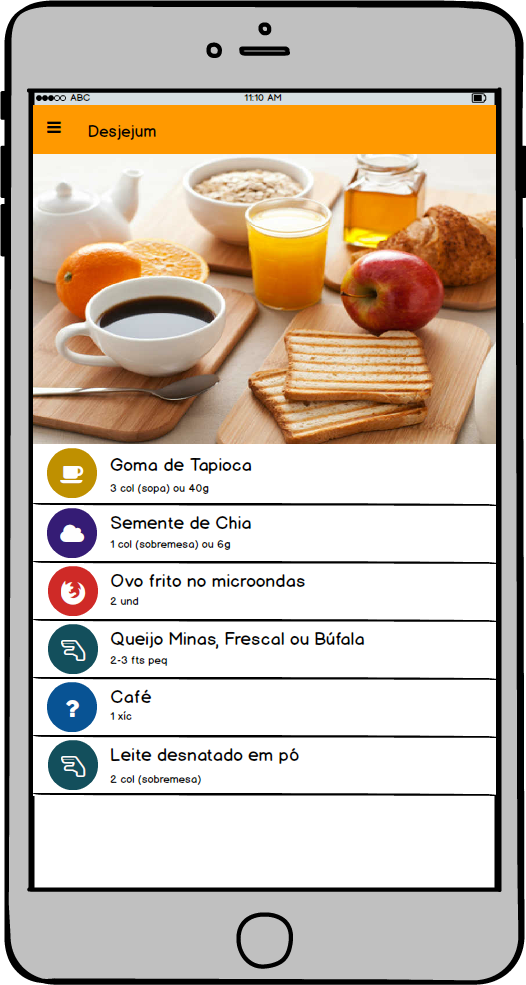 ABC 11:10 AM
Desjejum
Goma de Tapioca
3 col (sopa) ou 40g
Semente de Chia
1 col (sobremesa) ou 6g
Ovo frito no microondas
2 und
Queijo Minas, Frescal ou Búfala
2-3 fts peq
Café
1 xíc
Leite desnatado em pó
2 col (sobremesa)